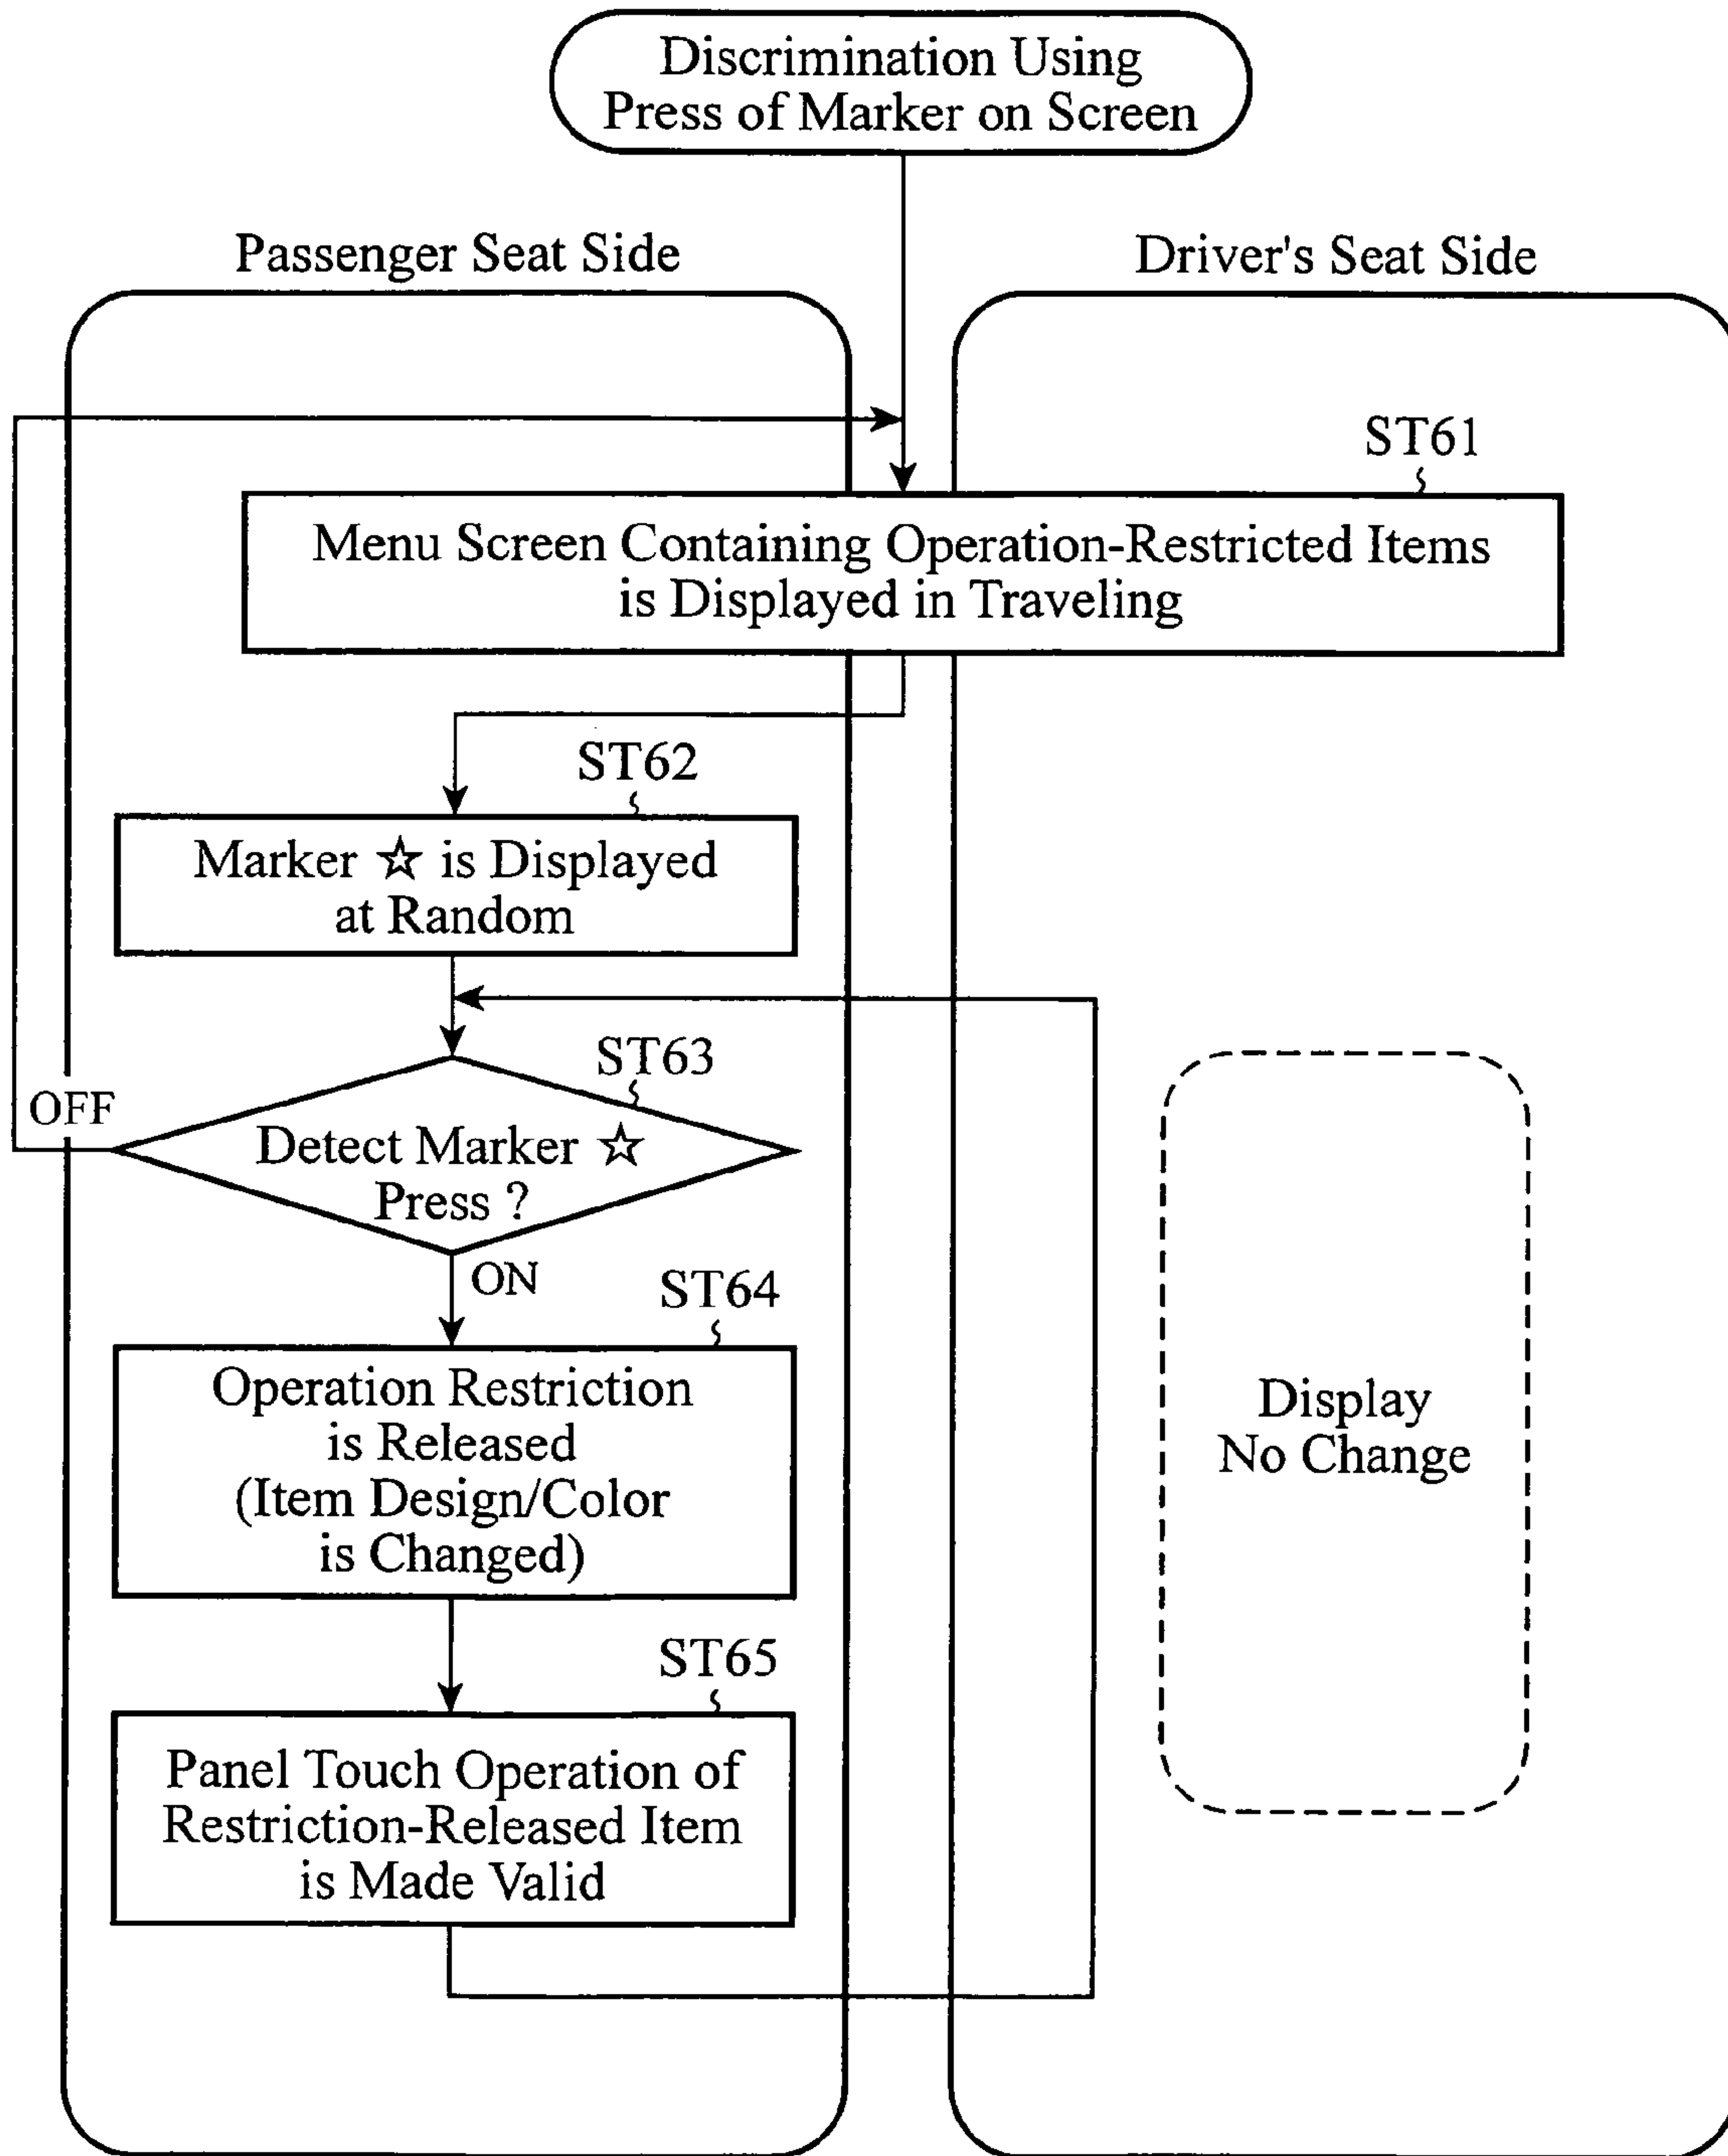 Discrimination Using
Press of Marker on Screen
Passenger Seat Side
Driver's Seat Side
ST61
Menu Screen Containing Operation-Restricted Items
is Displayed in Traveling
ST62
Marker ☆ is Displayed
at Random
ST63
OFF
Detect Marker ☆
Press ?
ON
ST64
Operation Restriction
is Released
(Item Design/Color
is Changed)
Display
No Change
ST65
Panel Touch Operation of
Restriction-Released Item
is Made Valid